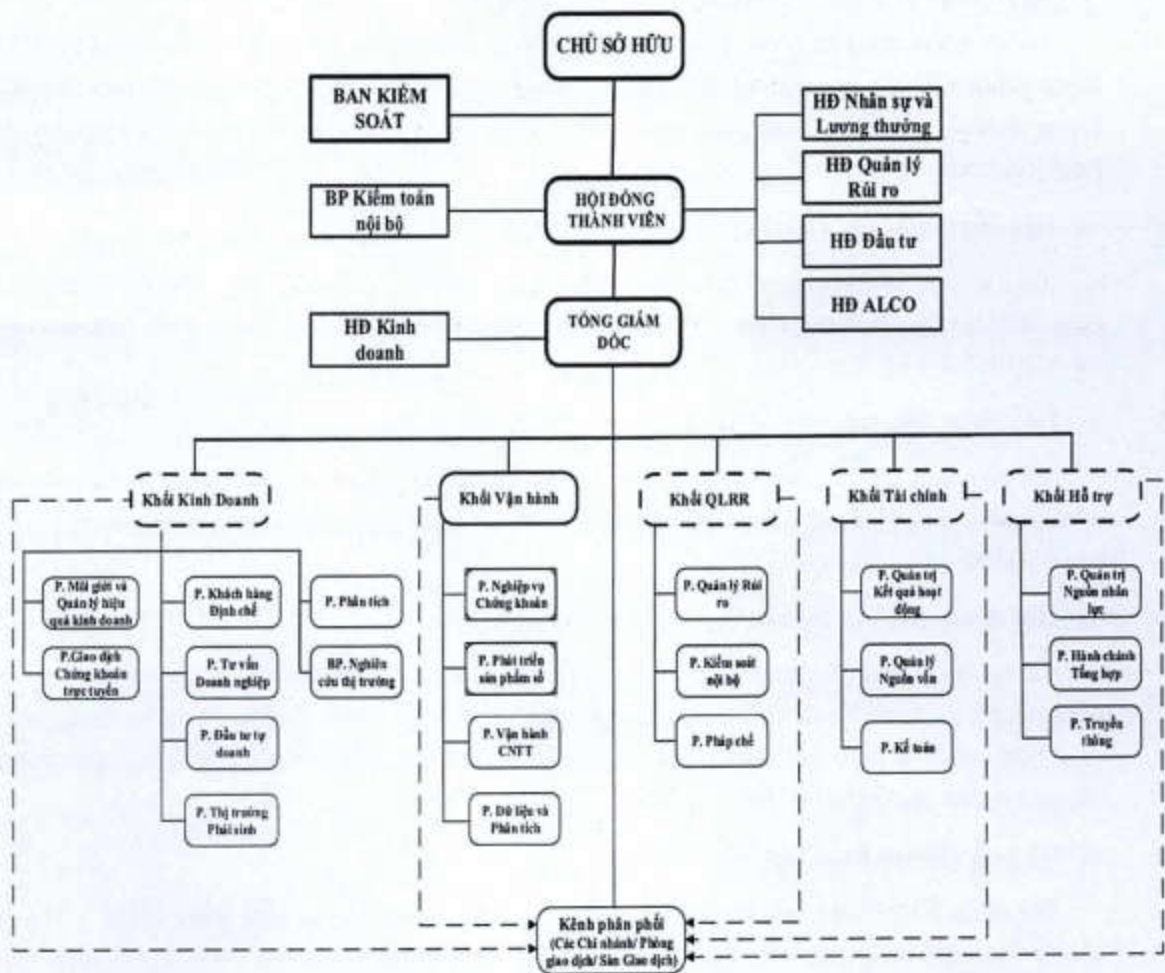 CHỦ SỞ HỮU
BAN KIỂM
SOÁT
HĐ Nhân sự và
Lương thưởng
HĐ Quản lý
Rủi ro
BP Kiểm toán
nội bộ
HỘI ĐỒNG
THÀNH VIÊN
HĐ Đầu tư
HĐ ALCO
HĐ Kinh
doanh
TỔNG GIÁM
ĐỐC
Khối Kinh Doanh
Khối Vận hành
Khối QLRR
Khối Tài chính
Khối Hỗ trợ
P. Môi giới và
Quản lý hiệu
quả kinh doanh
P.Giao dịch
Chứng khoán
trực tuyến
P. Khách hàng
Định chế
P. Tư vấn
Doanh nghiệp
P. Đầu tư tự
doanh
P. Thị trường
Phái sinh
P. Phân tích
BP. Nghiên
cứu thị trường
P. Nghiệp vụ
Chứng khoán
P. Phát triển
sản phẩm số
P. Vận hành
CNTT
P. Dữ liệu và
Phân tích
P. Quản lý Rủi
ro
P. Kiểm soát
nội bộ
P. Pháp chế
P. Quản trị
Kết quả hoạt
động
P. Quản lý
Nguồn vốn
P. Kế toán
P. Quản trị
Nguồn nhân
lực
P. Hành chánh
Tổng hợp
P. Truyền
thông
Kênh phân phối
(Các Chi nhánh/ Phòng
giao dịch/ Sàn Giao dịch)